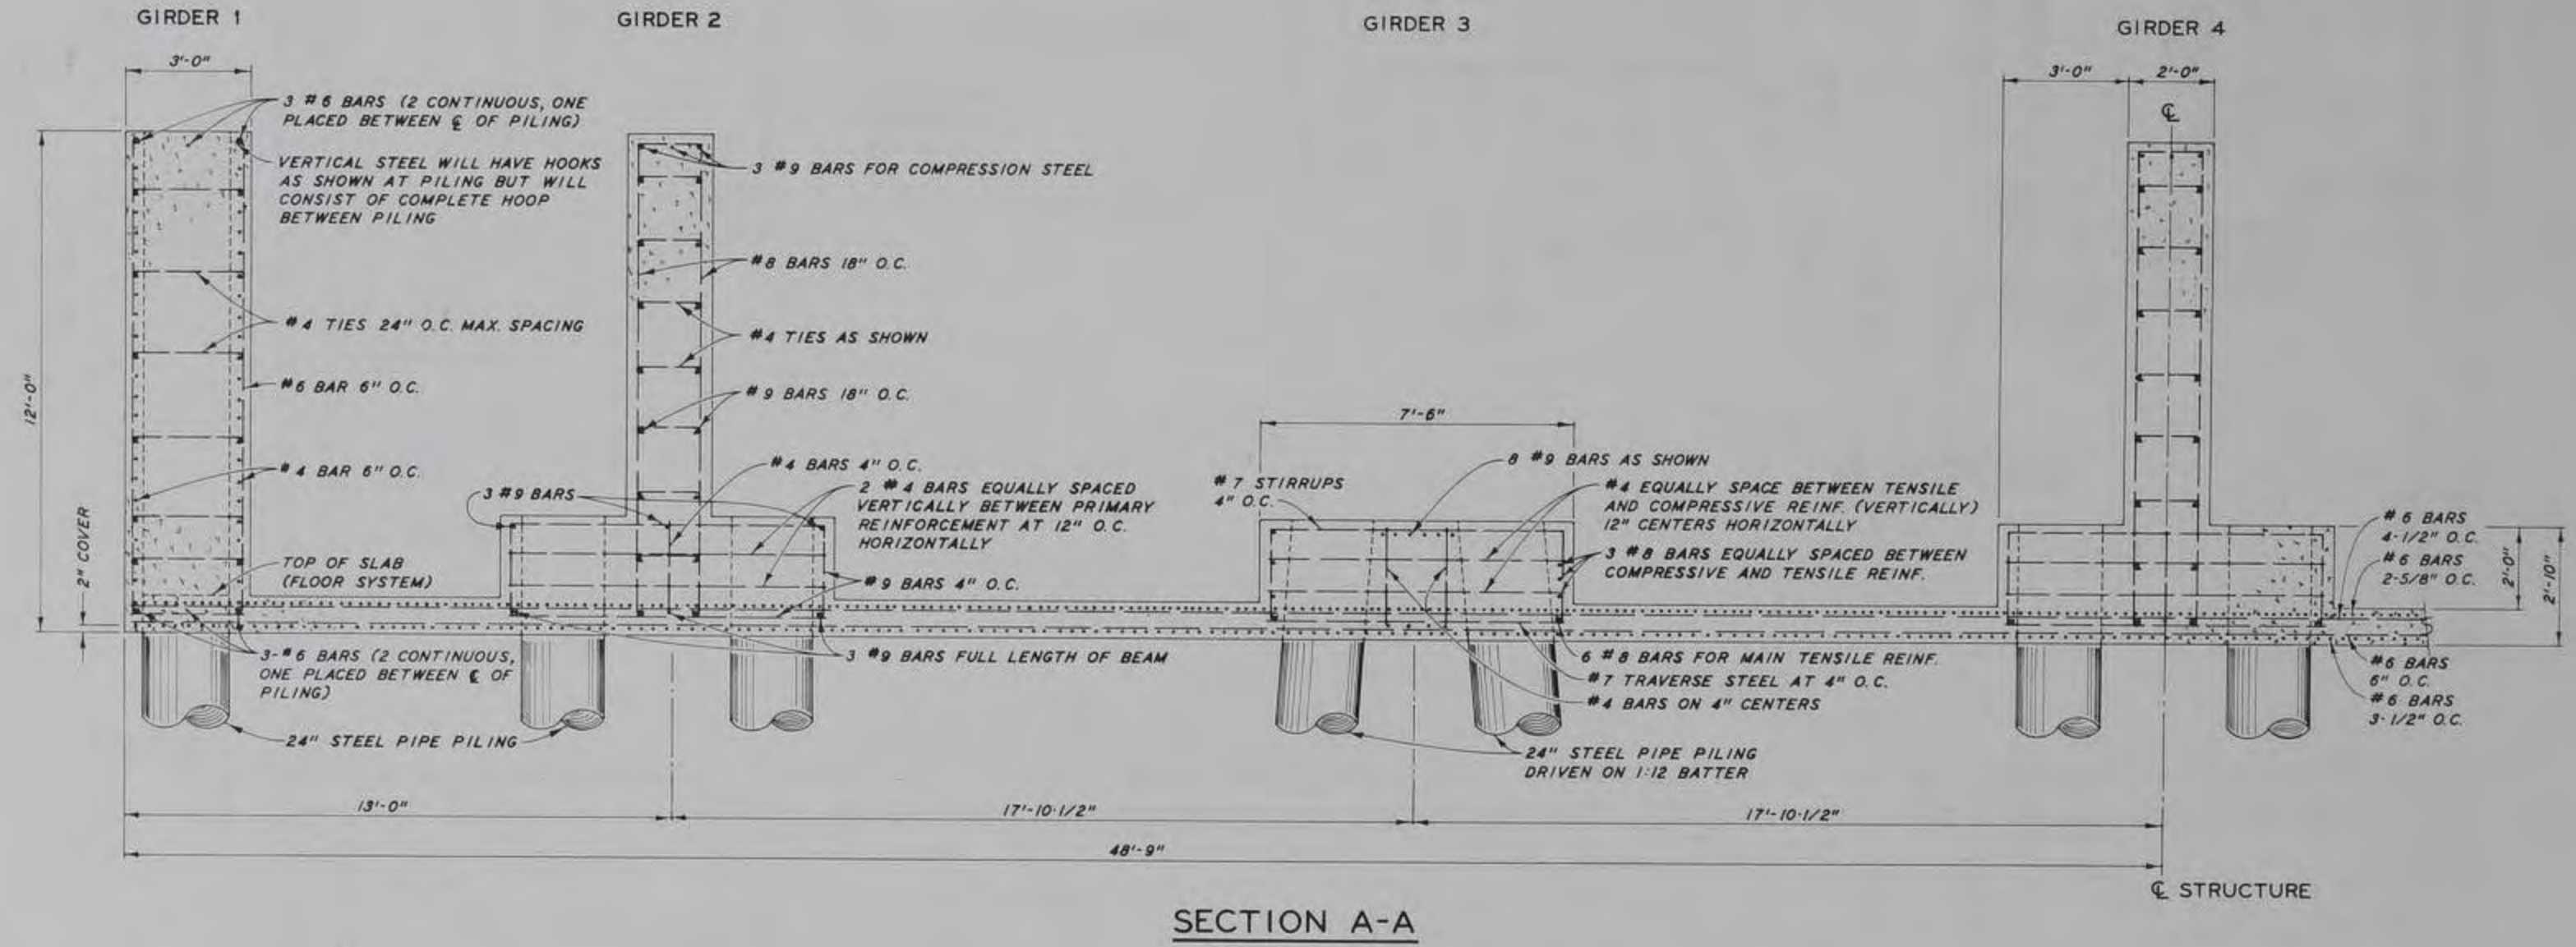 GIRDER 1
GIRDER 2
GIRDER 3
GIRDER 4
3'-0"
3'-0"
2'-0"
℄
3 #6 BARS (2 CONTINUOUS, ONE
PLACED BETWEEN ℄ OF PILING)
VERTICAL STEEL WILL HAVE HOOKS
AS SHOWN AT PILING BUT WILL
CONSIST OF COMPLETE HOOP
BETWEEN PILING
#4 TIES 24" O.C. MAX. SPACING
#6 BAR 6" O.C.
#4 BAR 6" O.C.
TOP OF SLAB
(FLOOR SYSTEM)
12'-0"
2" COVER
3-#6 BARS (2 CONTINUOUS,
ONE PLACED BETWEEN ℄ OF
PILING)
24" STEEL PIPE PILING
3 #9 BARS FOR COMPRESSION STEEL
#8 BARS 18" O.C.
#4 TIES AS SHOWN
#9 BARS 18" O.C.
#4 BARS 4" O.C.
3 #9 BARS
2 #4 BARS EQUALLY SPACED
VERTICALLY BETWEEN PRIMARY
REINFORCEMENT AT 12" O.C.
HORIZONTALLY
#9 BARS 4" O.C.
3 #9 BARS FULL LENGTH OF BEAM
7'-6"
#7 STIRRUPS
4" O.C.
8 #9 BARS AS SHOWN
#4 EQUALLY SPACE BETWEEN TENSILE
AND COMPRESSIVE REINF. (VERTICALLY)
12" CENTERS HORIZONTALLY
3 #8 BARS EQUALLY SPACED BETWEEN
COMPRESSIVE AND TENSILE REINF.
6 #8 BARS FOR MAIN TENSILE REINF.
#7 TRAVERSE STEEL AT 4" O.C.
#4 BARS ON 4" CENTERS
24" STEEL PIPE PILING
DRIVEN ON 1:12 BATTER
#6 BARS
4-1/2" O.C.
#6 BARS
2-5/8" O.C.
2'-0"
2'-10"
#6 BARS
6" O.C.
#6 BARS
3-1/2" O.C.
13'-0"
17'-10-1/2"
17'-10-1/2"
48'-9"
℄ STRUCTURE
SECTION A-A